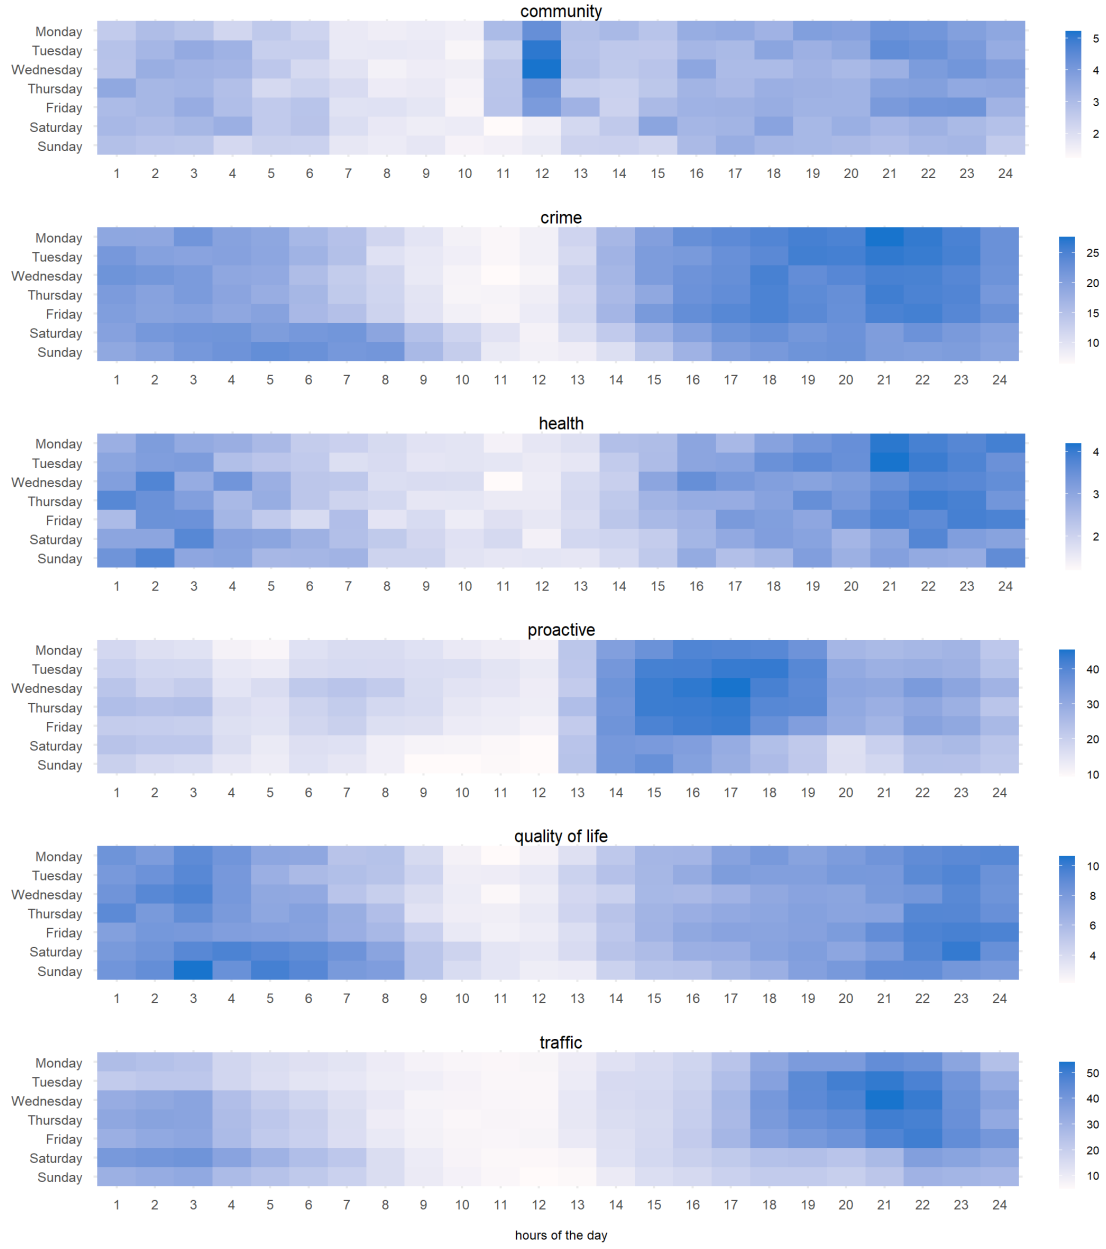 community
Monday
Tuesday
Wednesday
Thursday
Friday
Saturday
Sunday
1 2 3 4 5 6 7 8 9 10 11 12 13 14 15 16 17 18 19 20 21 22 23 24
5
4
3
2
crime
Monday
Tuesday
Wednesday
Thursday
Friday
Saturday
Sunday
1 2 3 4 5 6 7 8 9 10 11 12 13 14 15 16 17 18 19 20 21 22 23 24
25
20
15
10
health
Monday
Tuesday
Wednesday
Thursday
Friday
Saturday
Sunday
1 2 3 4 5 6 7 8 9 10 11 12 13 14 15 16 17 18 19 20 21 22 23 24
4
3
2
proactive
Monday
Tuesday
Wednesday
Thursday
Friday
Saturday
Sunday
1 2 3 4 5 6 7 8 9 10 11 12 13 14 15 16 17 18 19 20 21 22 23 24
40
30
20
10
quality of life
Monday
Tuesday
Wednesday
Thursday
Friday
Saturday
Sunday
1 2 3 4 5 6 7 8 9 10 11 12 13 14 15 16 17 18 19 20 21 22 23 24
10
8
6
4
traffic
Monday
Tuesday
Wednesday
Thursday
Friday
Saturday
Sunday
1 2 3 4 5 6 7 8 9 10 11 12 13 14 15 16 17 18 19 20 21 22 23 24
50
40
30
20
10
hours of the day